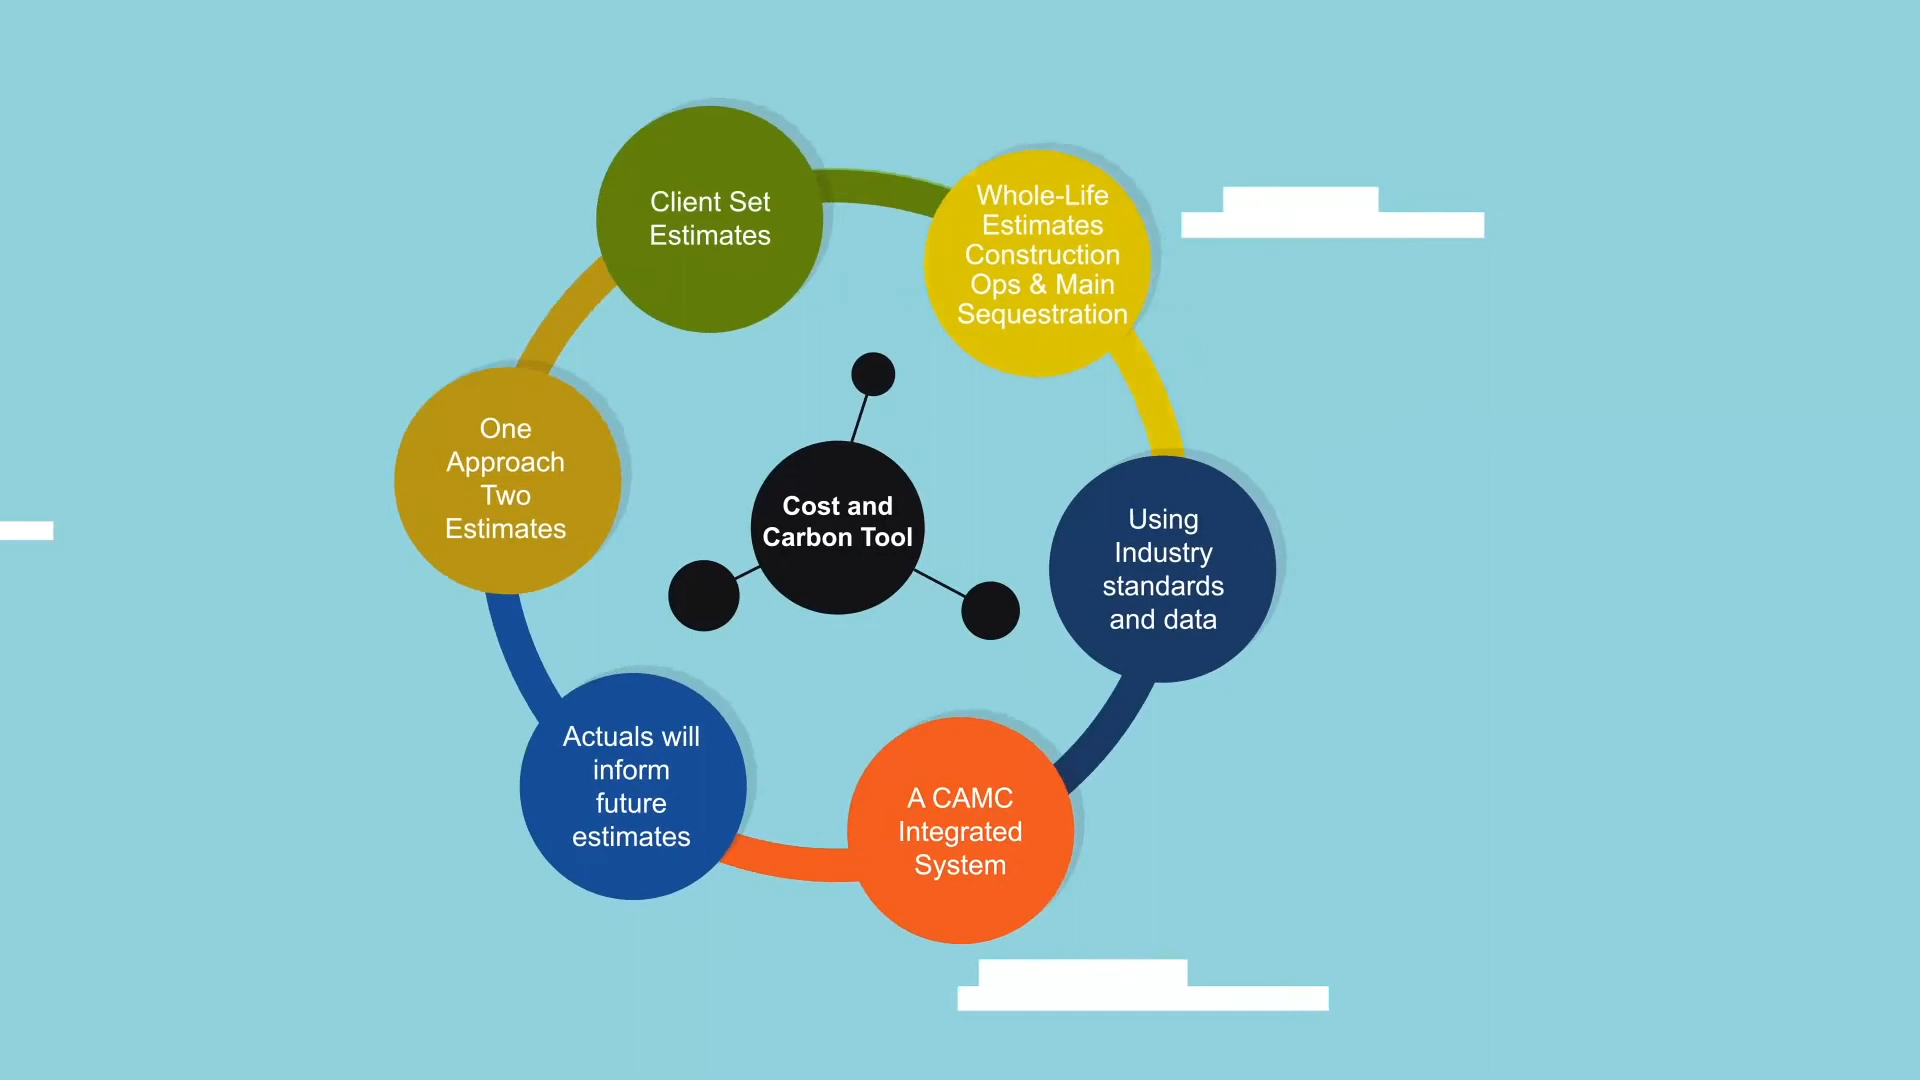 Client Set
Estimates
Whole-Life
Estimates
Construction
Ops & Main
Sequestration
One
Approach
Two
Estimates
Cost and
Carbon Tool
Using
Industry
standards
and data
Actuals will
inform
future
estimates
A CAMC
Integrated
System